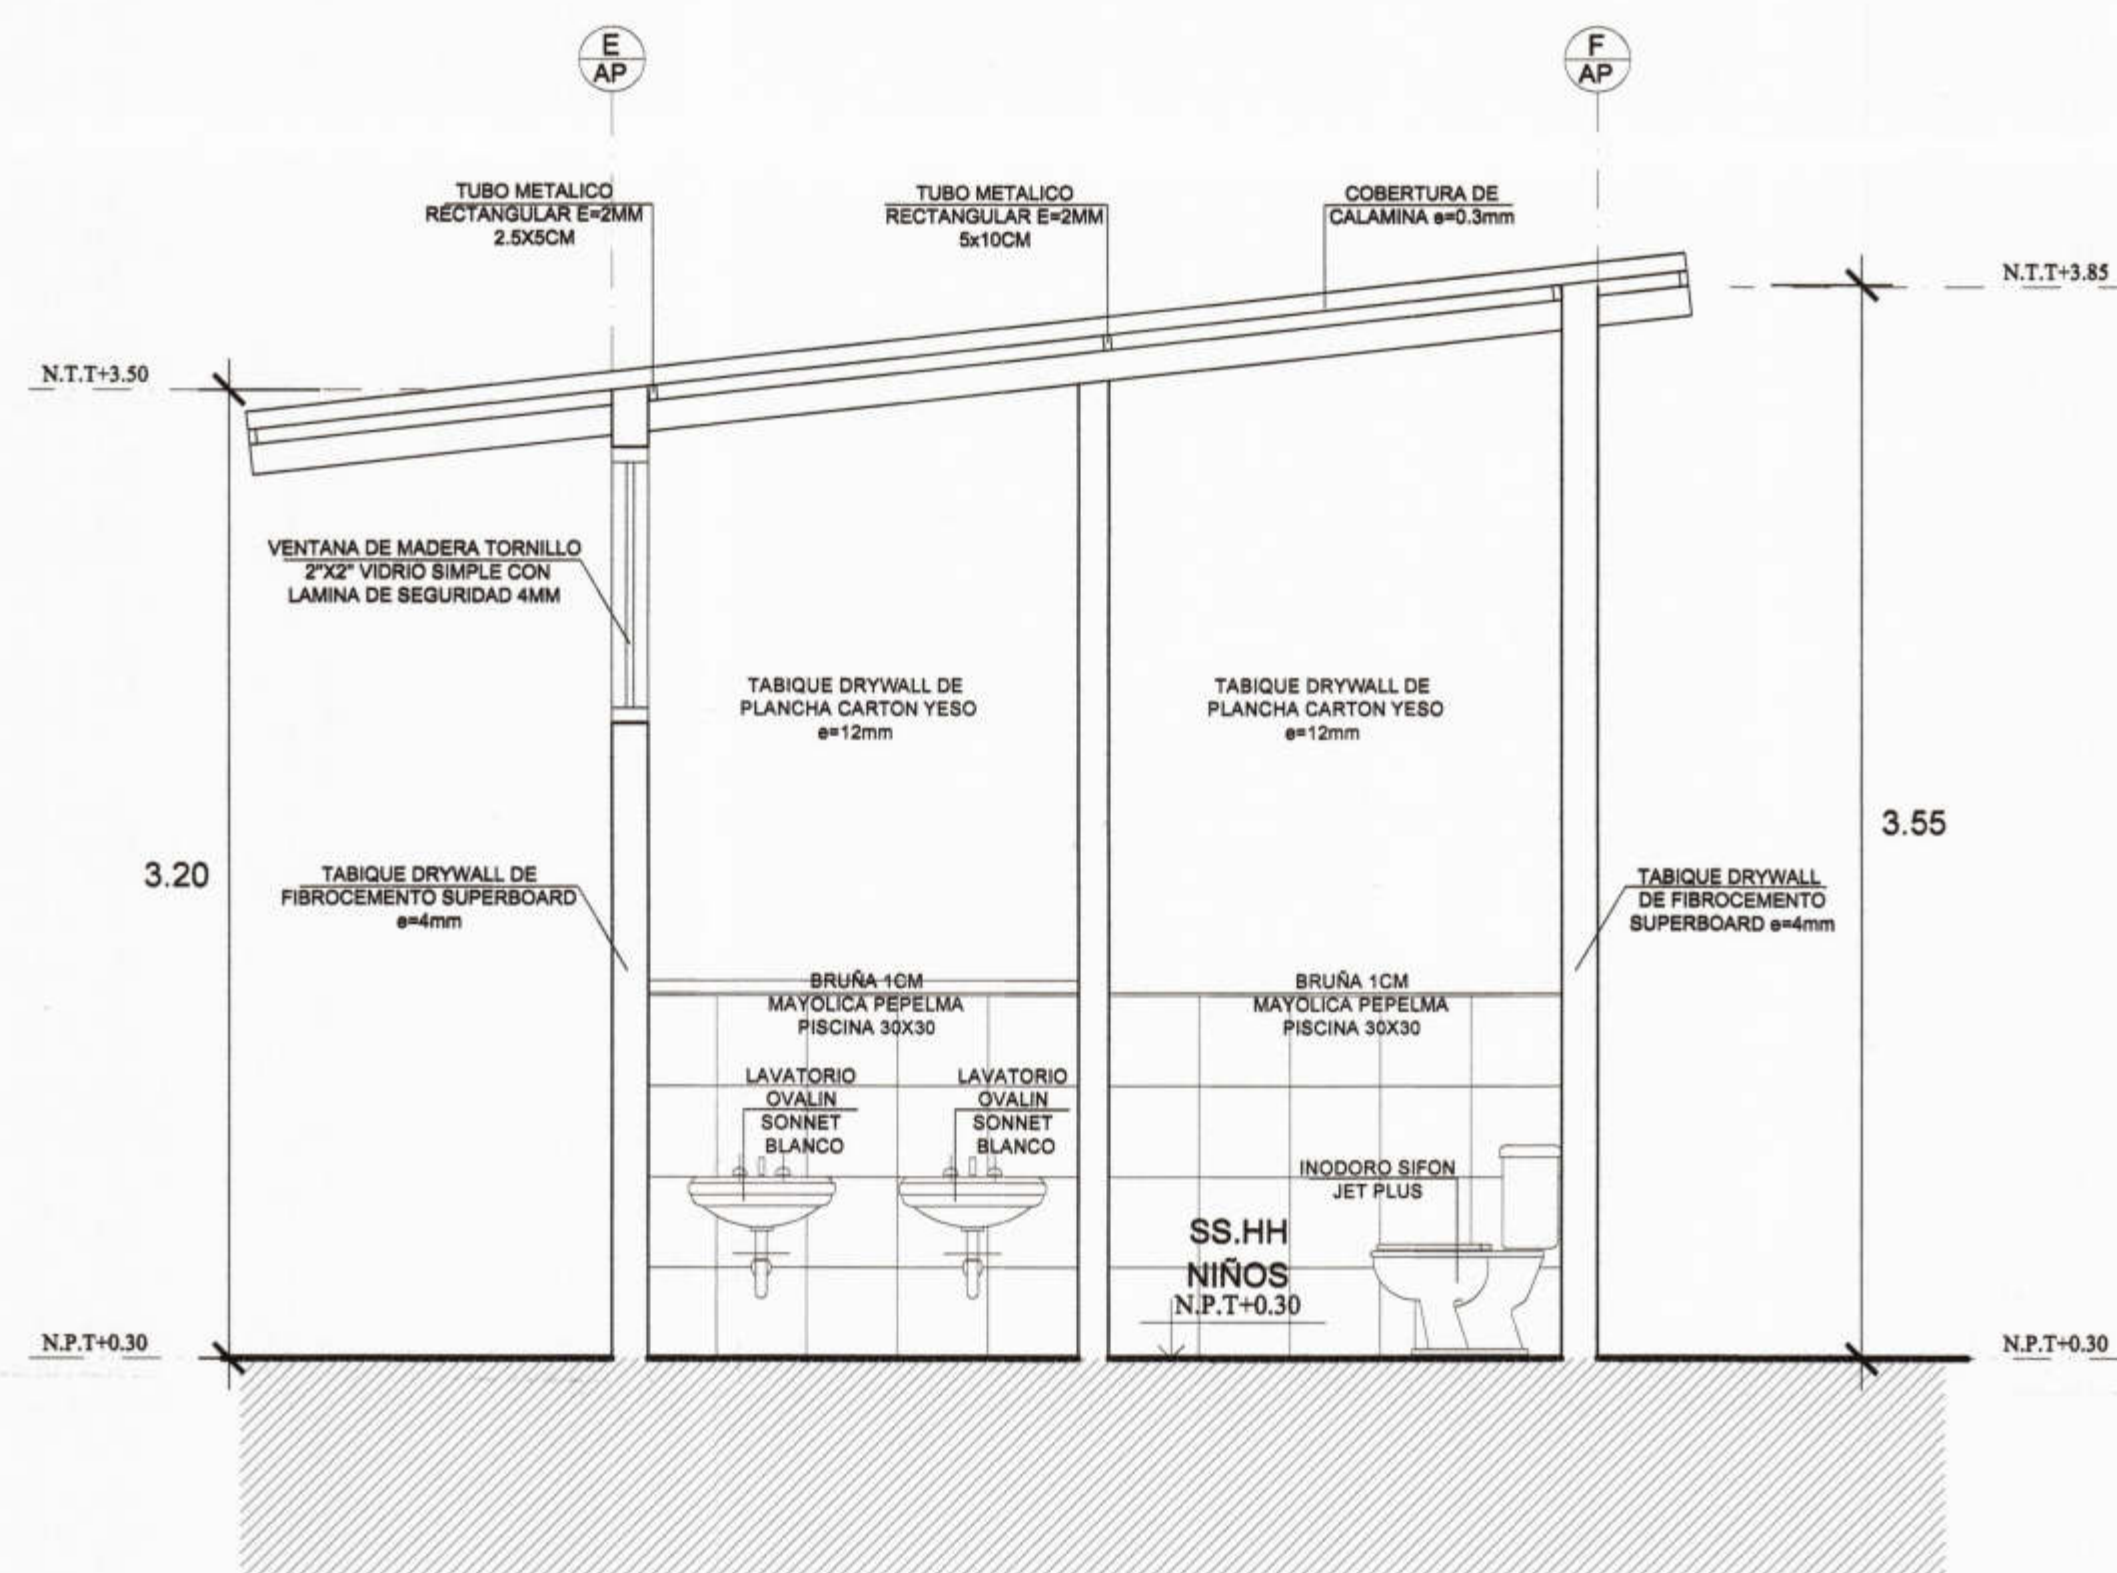 E
AP
F
AP
TUBO METALICO
RECTANGULAR E=2MM
2.5X5CM
TUBO METALICO
RECTANGULAR E=2MM
5x10CM
COBERTURA DE
CALAMINA e=0.3mm
N.T.T+3.85
N.T.T+3.50
VENTANA DE MADERA TORNILLO
2"X2" VIDRIO SIMPLE CON
LAMINA DE SEGURIDAD 4MM
TABIQUE DRYWALL DE
PLANCHA CARTON YESO
e=12mm
TABIQUE DRYWALL DE
PLANCHA CARTON YESO
e=12mm
3.20
3.55
TABIQUE DRYWALL DE
FIBROCEMENTO SUPERBOARD
e=4mm
TABIQUE DRYWALL
DE FIBROCEMENTO
SUPERBOARD e=4mm
BRUÑA 1CM
MAYOLICA PEPELMA
PISCINA 30X30
BRUÑA 1CM
MAYOLICA PEPELMA
PISCINA 30X30
LAVATORIO
OVALIN
SONNET
BLANCO
LAVATORIO
OVALIN
SONNET
BLANCO
INODORO SIFON
JET PLUS
SS.HH
NIÑOS
N.P.T+0.30
N.P.T+0.30
N.P.T+0.30